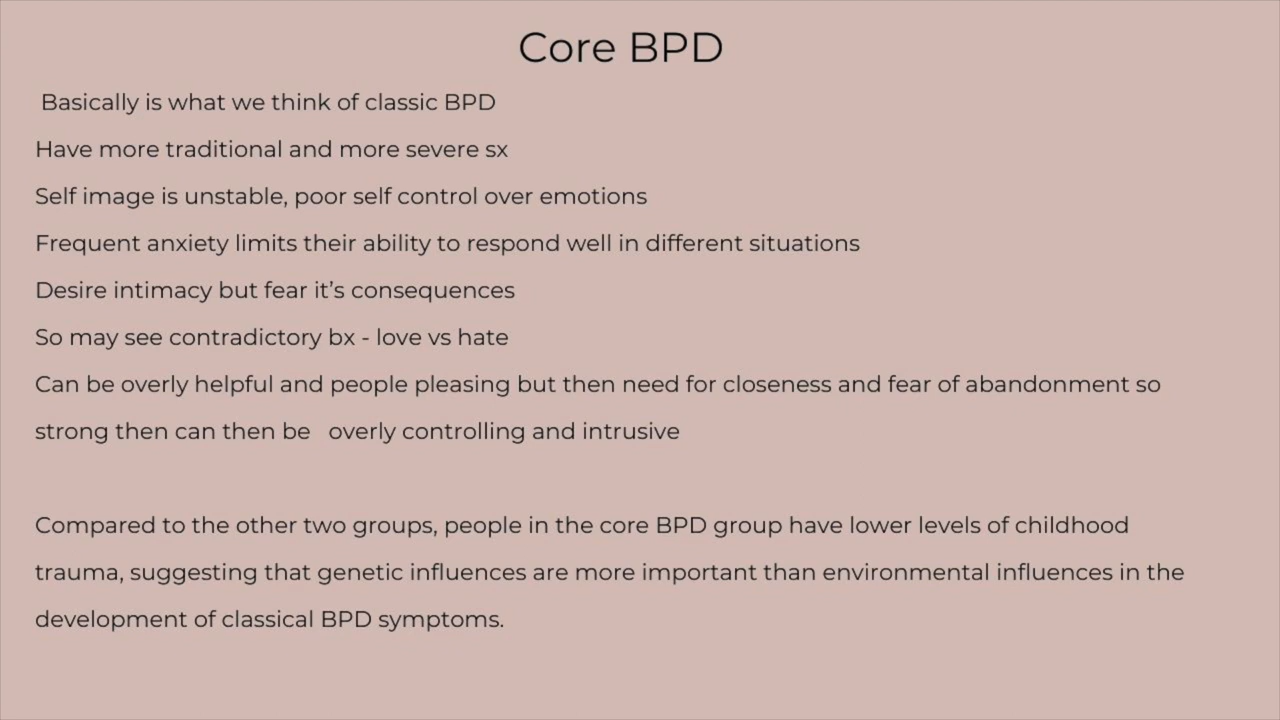 Core BPD
Basically is what we think of classic BPD
Have more traditional and more severe sx
Self image is unstable, poor self control over emotions
Frequent anxiety limits their ability to respond well in different situations
Desire intimacy but fear it’s consequences
So may see contradictory bx - love vs hate
Can be overly helpful and people pleasing but then need for closeness and fear of abandonment so
strong then can then be overly controlling and intrusive
Compared to the other two groups, people in the core BPD group have lower levels of childhood
trauma, suggesting that genetic influences are more important than environmental influences in the
development of classical BPD symptoms.